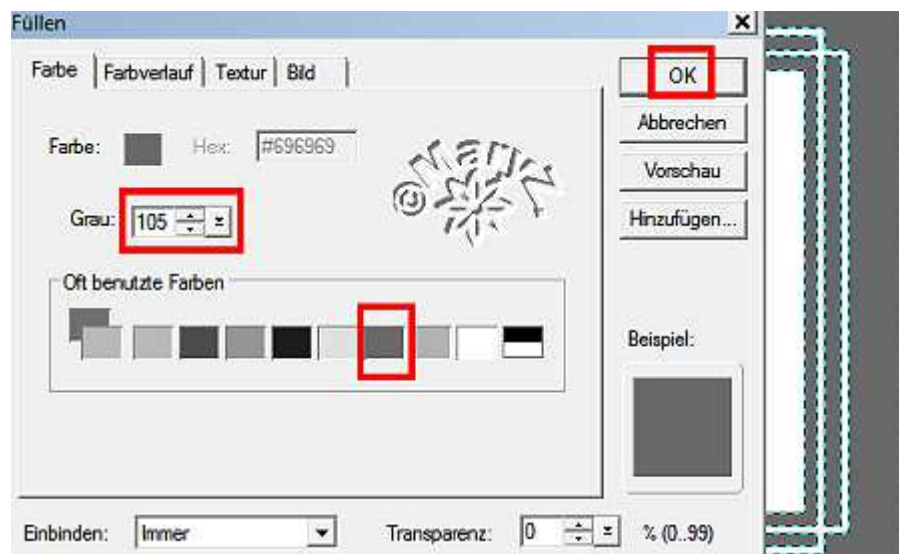 Füllen
Farbe Farbverlauf Textur Bild
OK
Abbrechen
Vorschau
Hinzufügen...
Farbe: Hex: #696969
©MaryZ
Grau: 105
Oft benutzte Farben
Beispiel:
Einbinden: Immer Transparenz: 0 % (0..99)